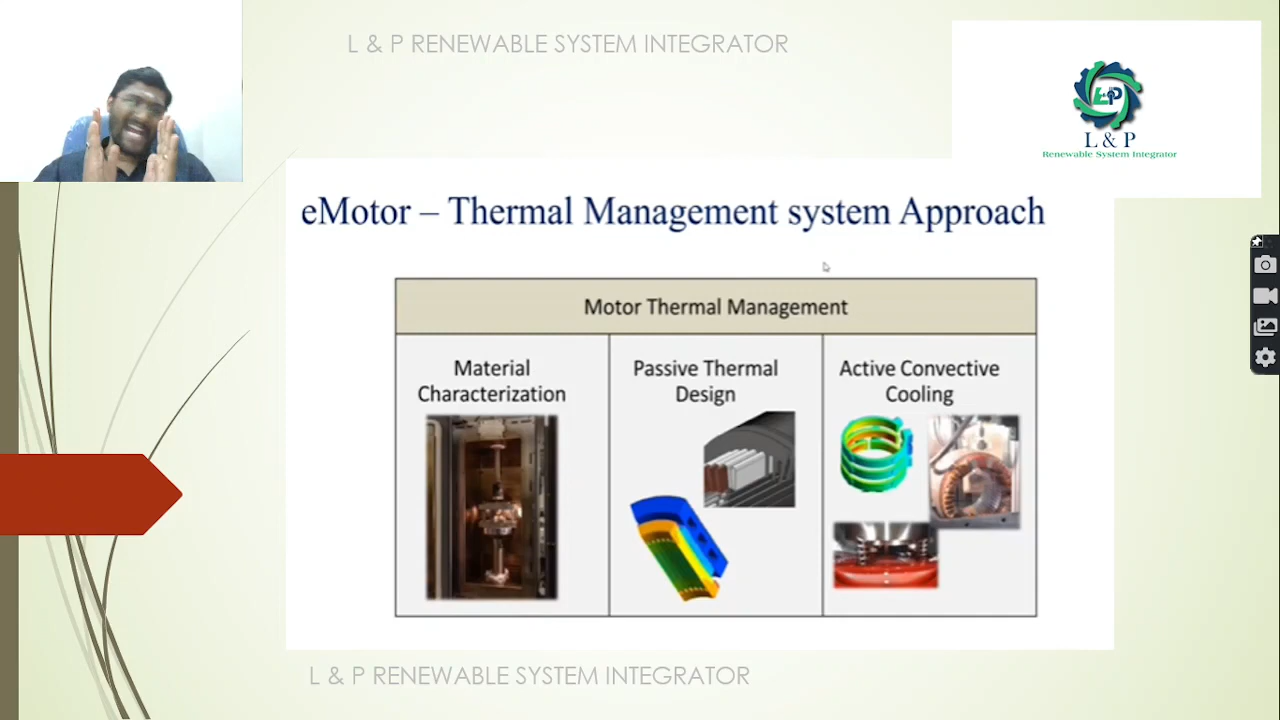 L & P RENEWABLE SYSTEM INTEGRATOR
L & P
L & P
Renewable System Integrator
eMotor – Thermal Management system Approach
Motor Thermal Management
Material
Characterization
Passive Thermal
Design
Active Convective
Cooling
L & P RENEWABLE SYSTEM INTEGRATOR